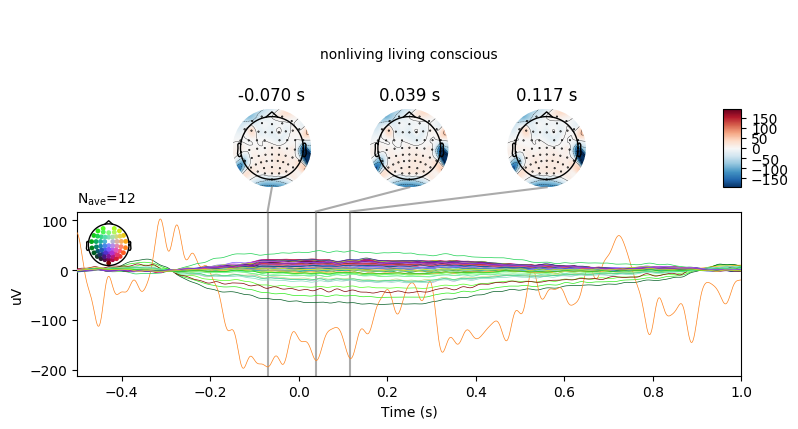 nonliving living conscious
-0.070 s 0.039 s 0.117 s
150
100
50
0
−50
−100
−150
Nave=12
100
0
−100
−200
uV
−0.4 −0.2 0.0 0.2 0.4 0.6 0.8 1.0
Time (s)